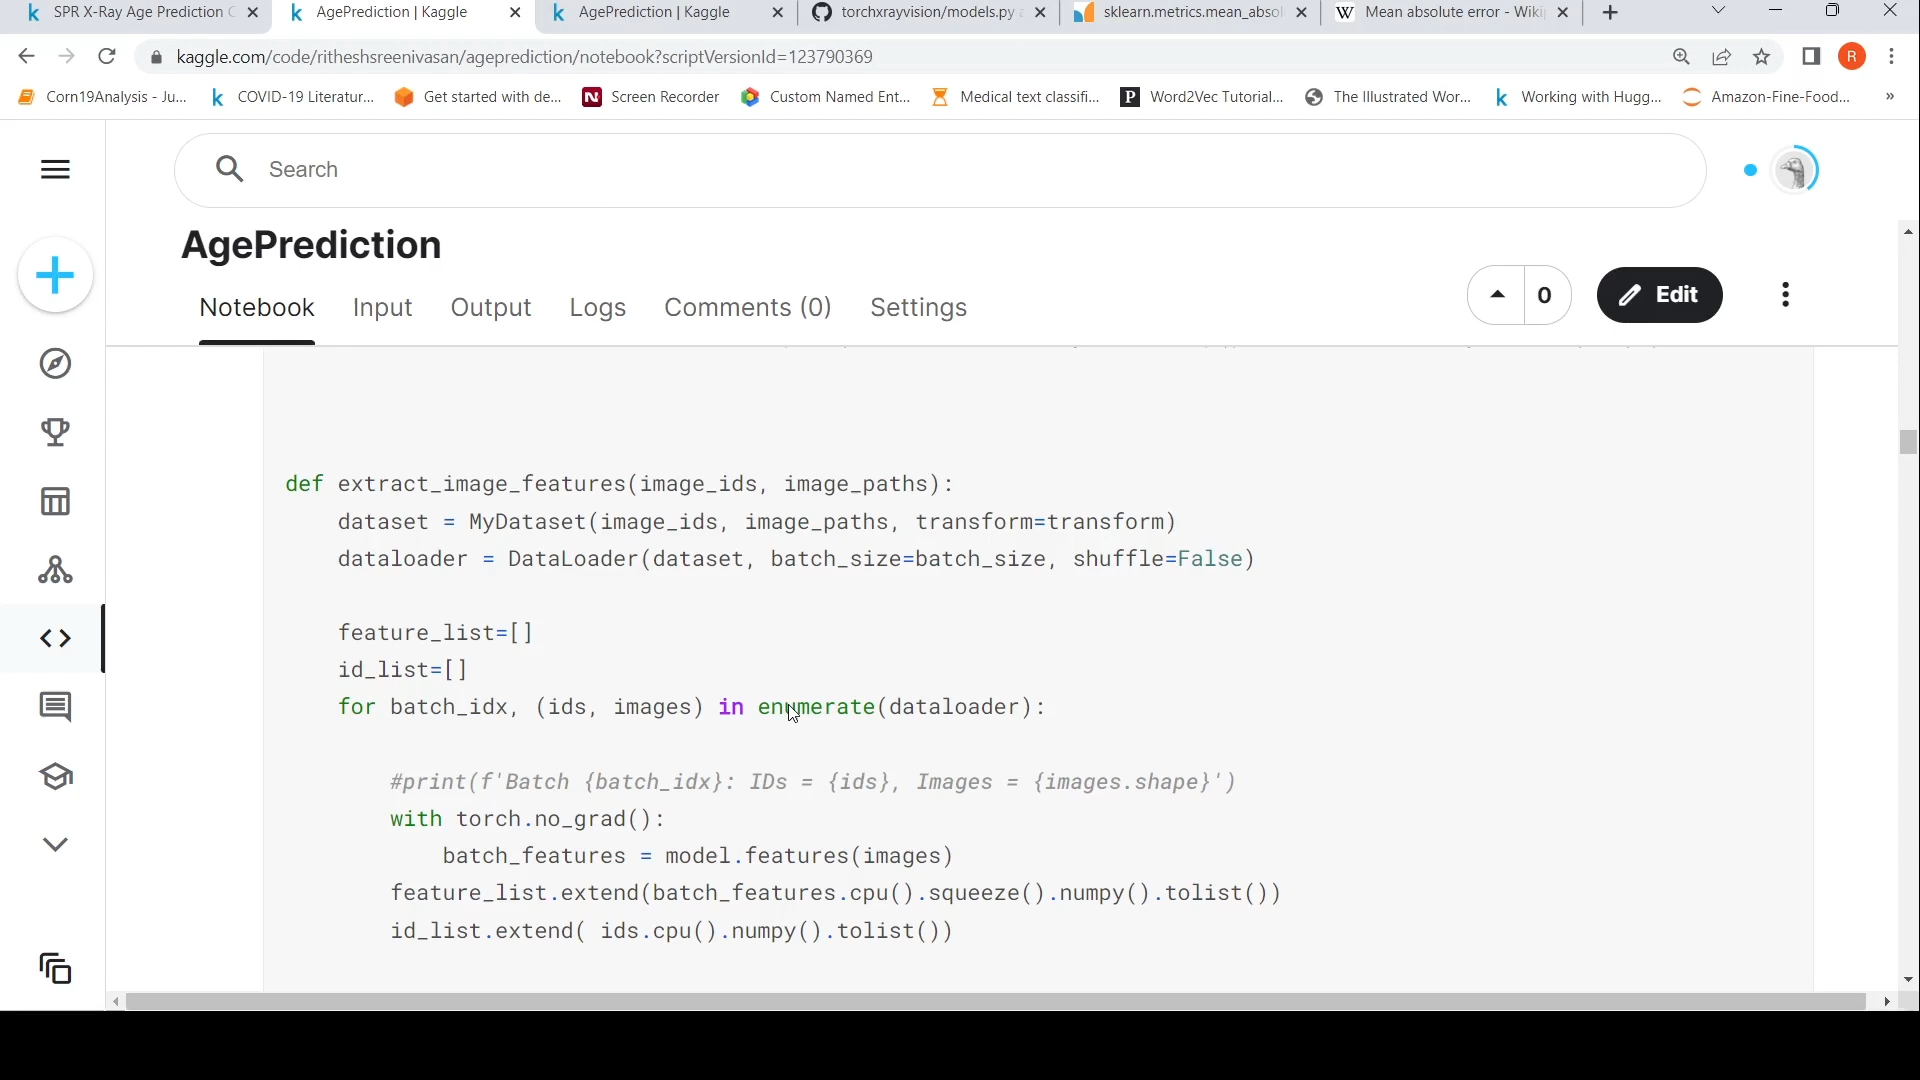 SPR X-Ray Age Prediction C
AgePrediction | Kaggle
AgePrediction | Kaggle
torchxrayvision/models.py a
sklearn.metrics.mean_absol
Mean absolute error - Wiki
kaggle.com/code/ritheshsreenivasan/ageprediction/notebook?scriptVersionId=123790369
R
Corn19Analysis - Ju...
COVID-19 Literatur...
Get started with de...
Screen Recorder
Custom Named Ent...
Medical text classifi...
Word2Vec Tutorial...
The Illustrated Wor...
Working with Hugg...
Amazon-Fine-Food...
»
Search
AgePrediction
Notebook
Input
Output
Logs
Comments (0)
Settings
0
Edit
def extract_image_features(image_ids, image_paths):
dataset = MyDataset(image_ids, image_paths, transform=transform)
dataloader = DataLoader(dataset, batch_size=batch_size, shuffle=False)
feature_list=[]
id_list=[]
for batch_idx, (ids, images) in enumerate(dataloader):
#print(f'Batch {batch_idx}: IDs = {ids}, Images = {images.shape}')
with torch.no_grad():
batch_features = model.features(images)
feature_list.extend(batch_features.cpu().squeeze().numpy().tolist())
id_list.extend( ids.cpu().numpy().tolist())